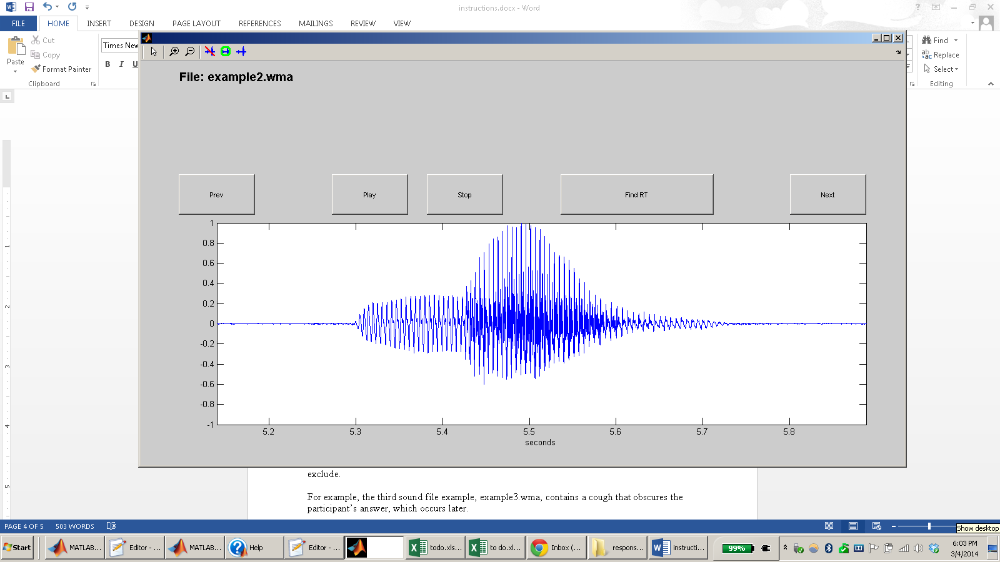 instructions.docx - Word
FILE
HOME
INSERT
DESIGN
PAGE LAYOUT
REFERENCES
MAILINGS
REVIEW
VIEW
Paste
Cut
Copy
Format Painter
Clipboard
Times New
B I U
Find
Replace
Select
Editing
File: example2.wma
Prev
Play
Stop
Find RT
Next
1
0.8
0.6
0.4
0.2
0
-0.2
-0.4
-0.6
-0.8
-1
5.2 5.3 5.4 5.5 5.6 5.7 5.8
seconds
1
2
3
4
5
exclude.
For example, the third sound file example, example3.wma, contains a cough that obscures the
participant's answer, which occurs later.
PAGE 4 OF 5
503 WORDS
Show desktop
Start
MATLAB...
Editor - ...
MATLAB...
Help
Editor - ...
todo.xls...
to do.xl...
Inbox (...
respons...
instructi...
99%
6:03 PM
3/4/2014